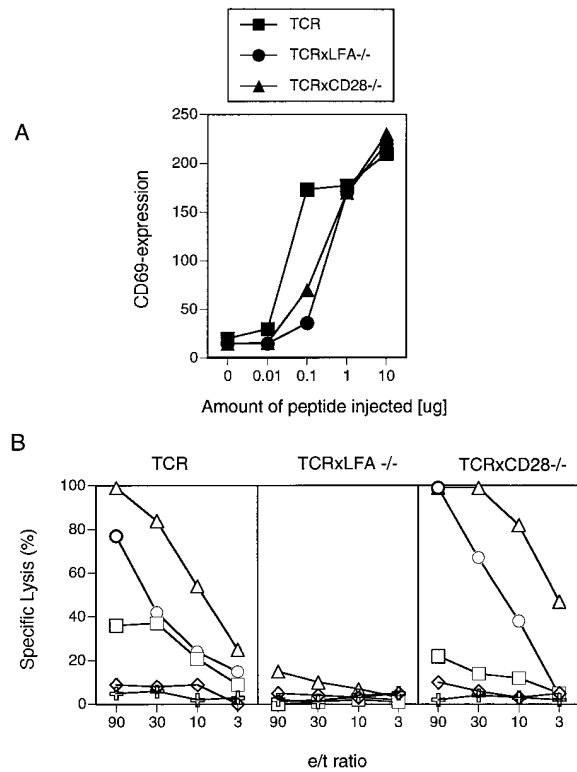 TCR
TCRxLFA-/-
TCRxCD28-/-
A
250
200
150
100
50
0
CD69-expression
0 0.01 0.1 1 10
Amount of peptide injected [ug]
B
TCR TCRxLFA -/- TCRxCD28-/-
100
80
60
40
20
0
Specific Lysis (%)
90 30 10 3 90 30 10 3 90 30 10 3
e/t ratio